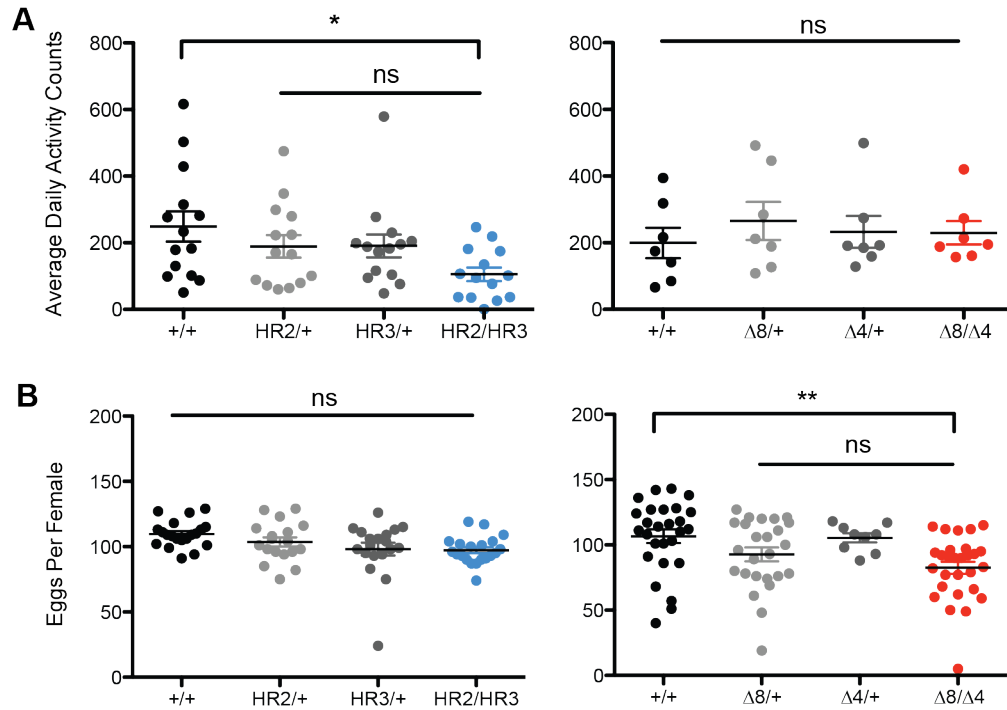 A
Average Daily Activity Counts
*
ns
800
600
400
200
0
+/+ HR2/+ HR3/+ HR2/HR3
ns
800
600
400
200
0
+/+ Δ8/+ Δ4/+ Δ8/Δ4
B
Eggs Per Female
ns
200
150
100
50
0
+/+ HR2/+ HR3/+ HR2/HR3
**
ns
200
150
100
50
0
+/+ Δ8/+ Δ4/+ Δ8/Δ4